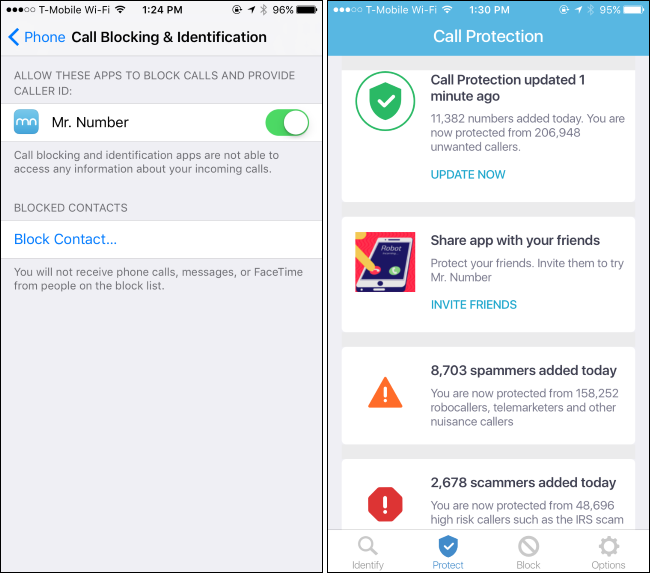 T-Mobile Wi-Fi 1:24 PM 96%
Phone Call Blocking & Identification
ALLOW THESE APPS TO BLOCK CALLS AND PROVIDE
CALLER ID:
mn Mr. Number
Call blocking and identification apps are not able to
access any information about your incoming calls.
BLOCKED CONTACTS
Block Contact...
You will not receive phone calls, messages, or FaceTime
from people on the block list.
T-Mobile Wi-Fi 1:30 PM 95%
Call Protection
Call Protection updated 1
minute ago
11,382 numbers added today. You are
now protected from 206,948
unwanted callers.
UPDATE NOW
Robot
Share app with your friends
Protect your friends. Invite them to try
Mr. Number
INVITE FRIENDS
8,703 spammers added today
You are now protected from 158,252
robocallers, telemarketers and other
nuisance callers
2,678 scammers added today
You are now protected from 48,696
high risk callers such as the IRS scam
Identify Protect Block Options